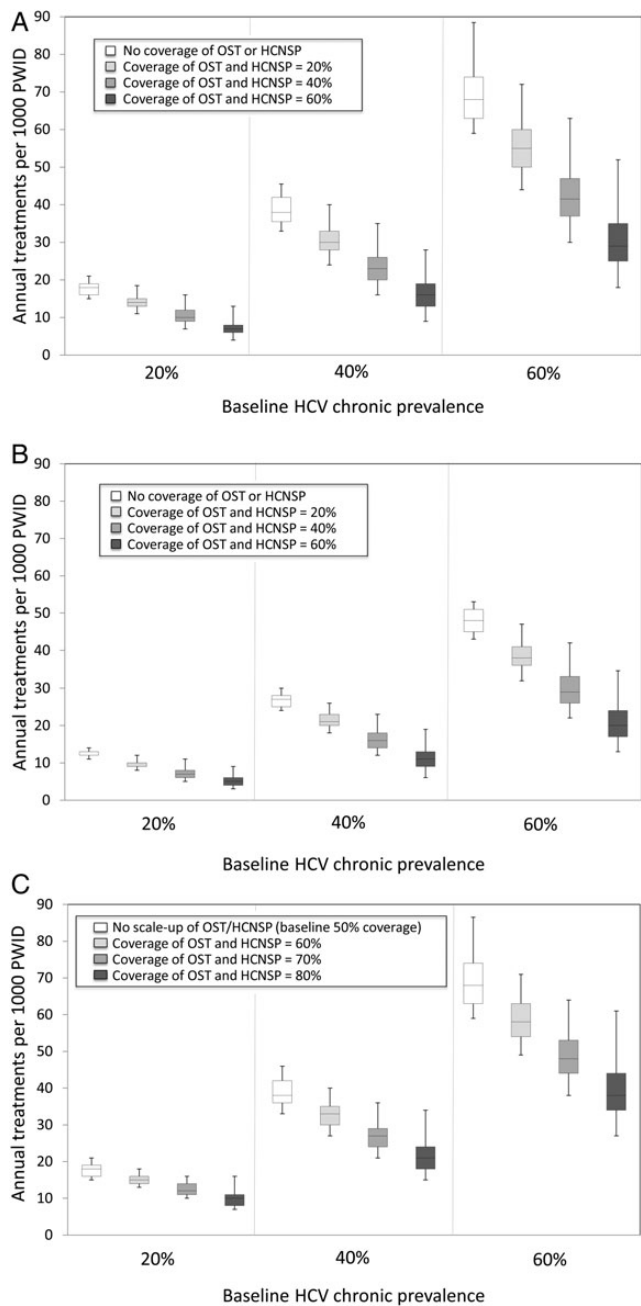 A
90
80
70
60
50
40
30
20
10
0
Annual treatments per 1000 PWID
No coverage of OST or HCNSP
Coverage of OST and HCNSP = 20%
Coverage of OST and HCNSP = 40%
Coverage of OST and HCNSP = 60%
20% 40% 60%
Baseline HCV chronic prevalence
B
90
80
70
60
50
40
30
20
10
0
Annual treatments per 1000 PWID
No coverage of OST or HCNSP
Coverage of OST and HCNSP = 20%
Coverage of OST and HCNSP = 40%
Coverage of OST and HCNSP = 60%
20% 40% 60%
Baseline HCV chronic prevalence
C
90
80
70
60
50
40
30
20
10
0
Annual treatments per 1000 PWID
No scale-up of OST/HCNSP (baseline 50% coverage)
Coverage of OST and HCNSP = 60%
Coverage of OST and HCNSP = 70%
Coverage of OST and HCNSP = 80%
20% 40% 60%
Baseline HCV chronic prevalence